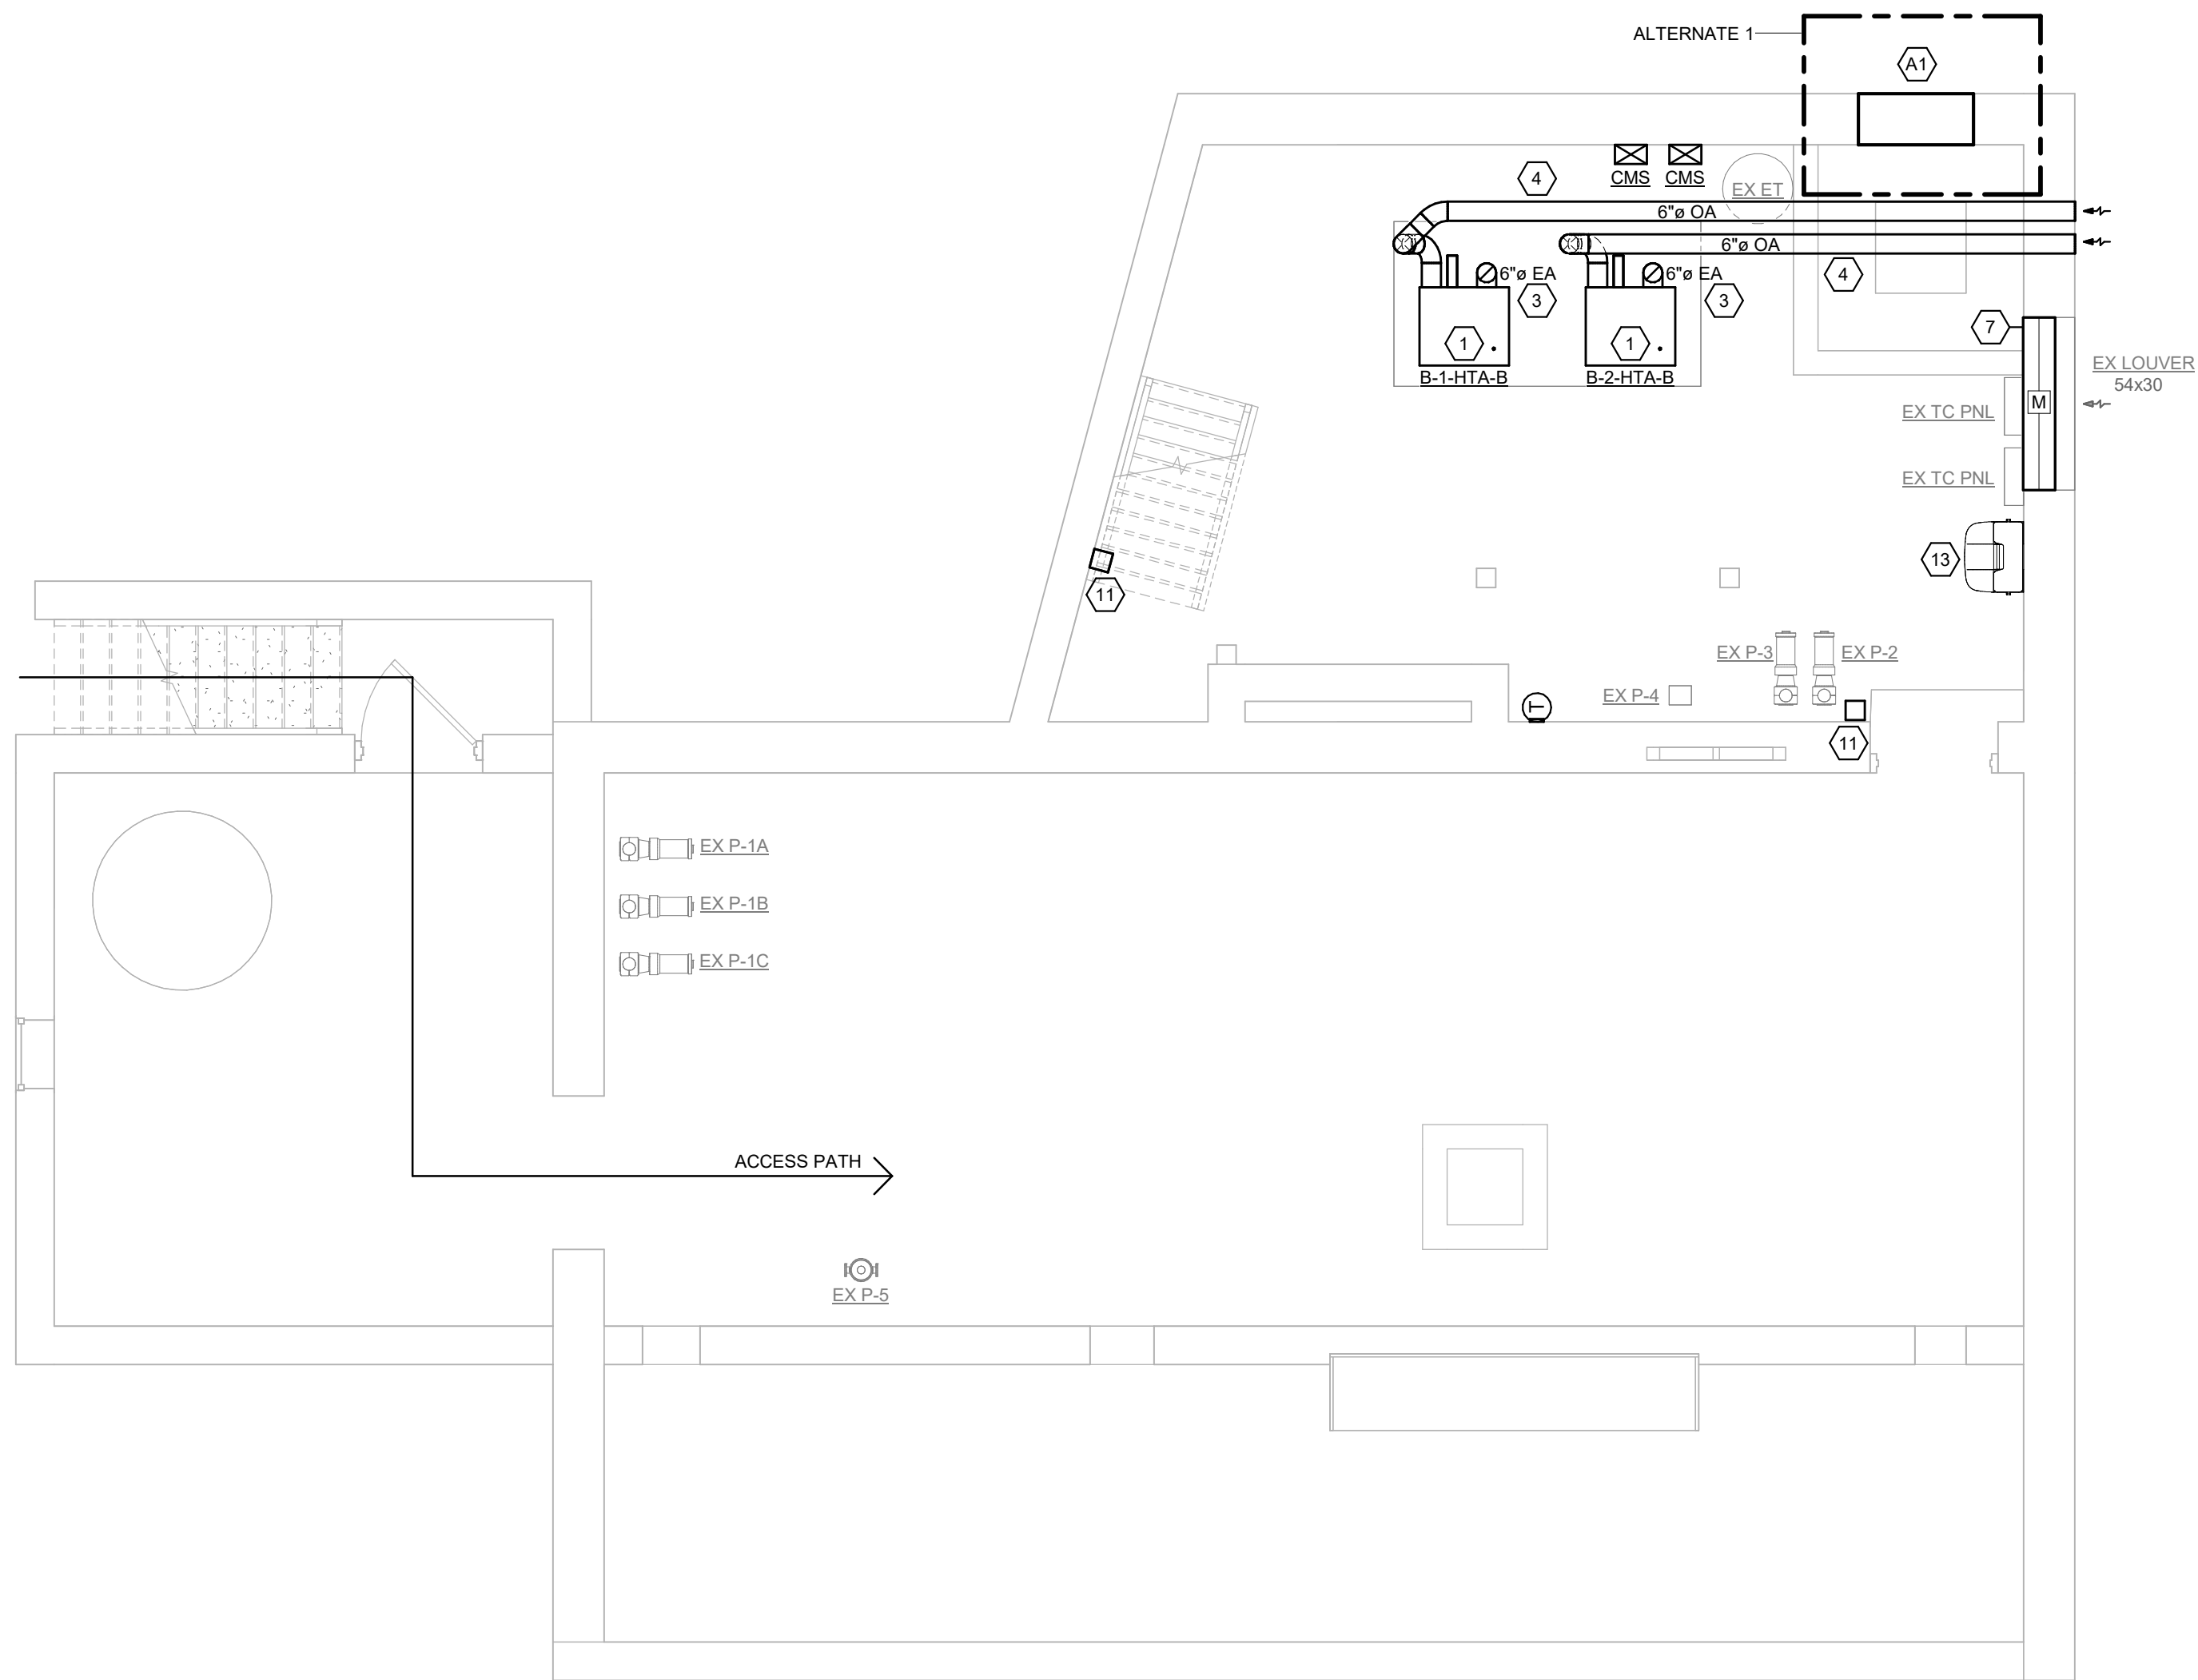 ALTERNATE 1
A1
4
CMS
CMS
EX ET
6"ø OA
6"ø OA
4
6"ø EA
3
6"ø EA
3
1
1
B-1-HTA-B
B-2-HTA-B
7
EX LOUVER
54x30
M
EX TC PNL
EX TC PNL
13
11
EX P-3
EX P-2
EX P-4
T
11
EX P-1A
EX P-1B
EX P-1C
ACCESS PATH
EX P-5